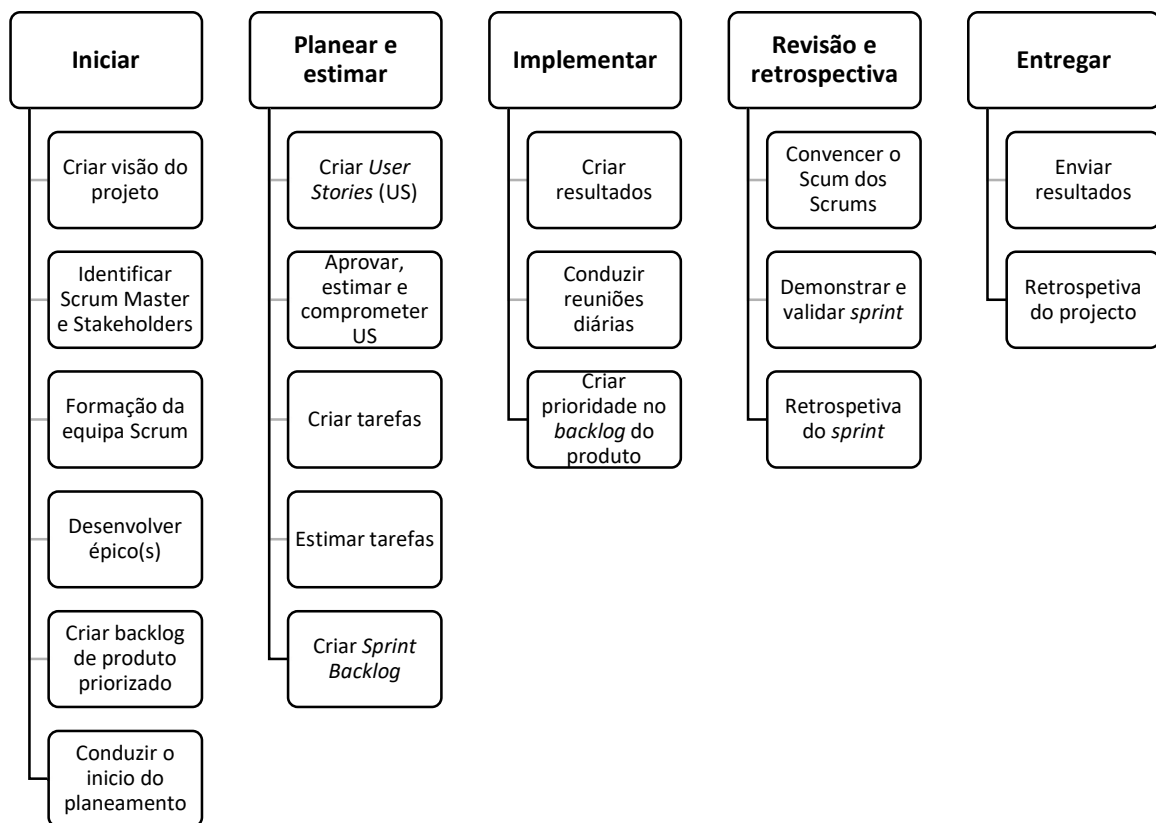 Iniciar
Criar visão do
projeto
Identificar
Scrum Master
e Stakeholders
Formação da
equipa Scrum
Desenvolver
épico(s)
Criar backlog
de produto
priorizado
Conduzir o
inicio do
planeamento
Planear e
estimar
Criar User
Stories (US)
Aprovar,
estimar e
comprometer
US
Criar tarefas
Estimar tarefas
Criar Sprint
Backlog
Implementar
Criar
resultados
Conduzir
reuniões
diárias
Criar
prioridade no
backlog do
produto
Revisão e
retrospectiva
Convencer o
Scum dos
Scrums
Demonstrar e
validar sprint
Retrospetiva
do sprint
Entregar
Enviar
resultados
Retrospetiva
do projecto